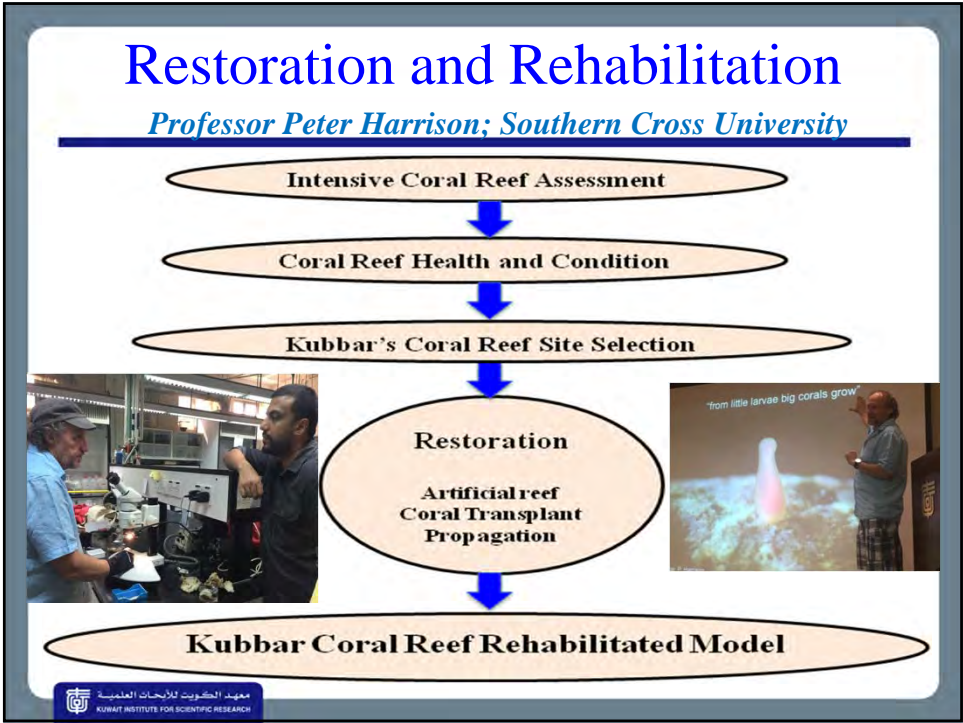 Restoration and Rehabilitation
Professor Peter Harrison; Southern Cross University
Intensive Coral Reef Assessment
Coral Reef Health and Condition
Kubbar's Coral Reef Site Selection
"from little larvae big corals grow"
Restoration
Artificial reef
Coral Transplant
Propagation
Kubbar Coral Reef Rehabilitated Model
معهد الكويت للأبحاث العلمية
KUWAIT INSTITUTE FOR SCIENTIFIC RESEARCH